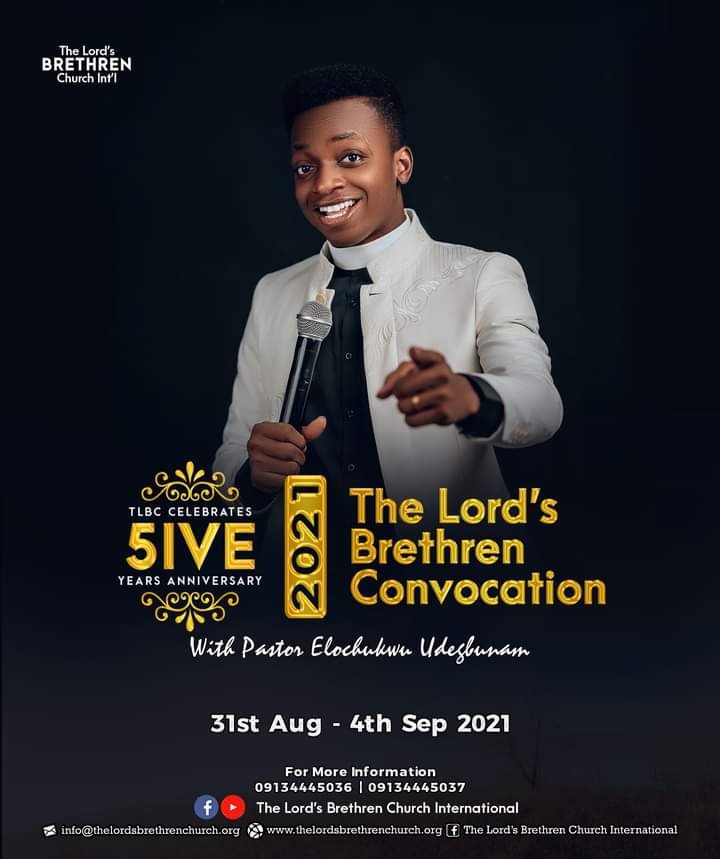 The Lord's
BRETHREN
Church Int'l
TLBC CELEBRATES
5IVE
YEARS ANNIVERSARY
2021
The Lord's
Brethren
Convocation
With Pastor Elochukwu Udegbunam
31st Aug - 4th Sep 2021
For More Information
09134445036 | 09134445037
The Lord's Brethren Church International
info@thelordsbrethrenchurch.org www.thelordsbrethrenchurch.org The Lord's Brethren Church International